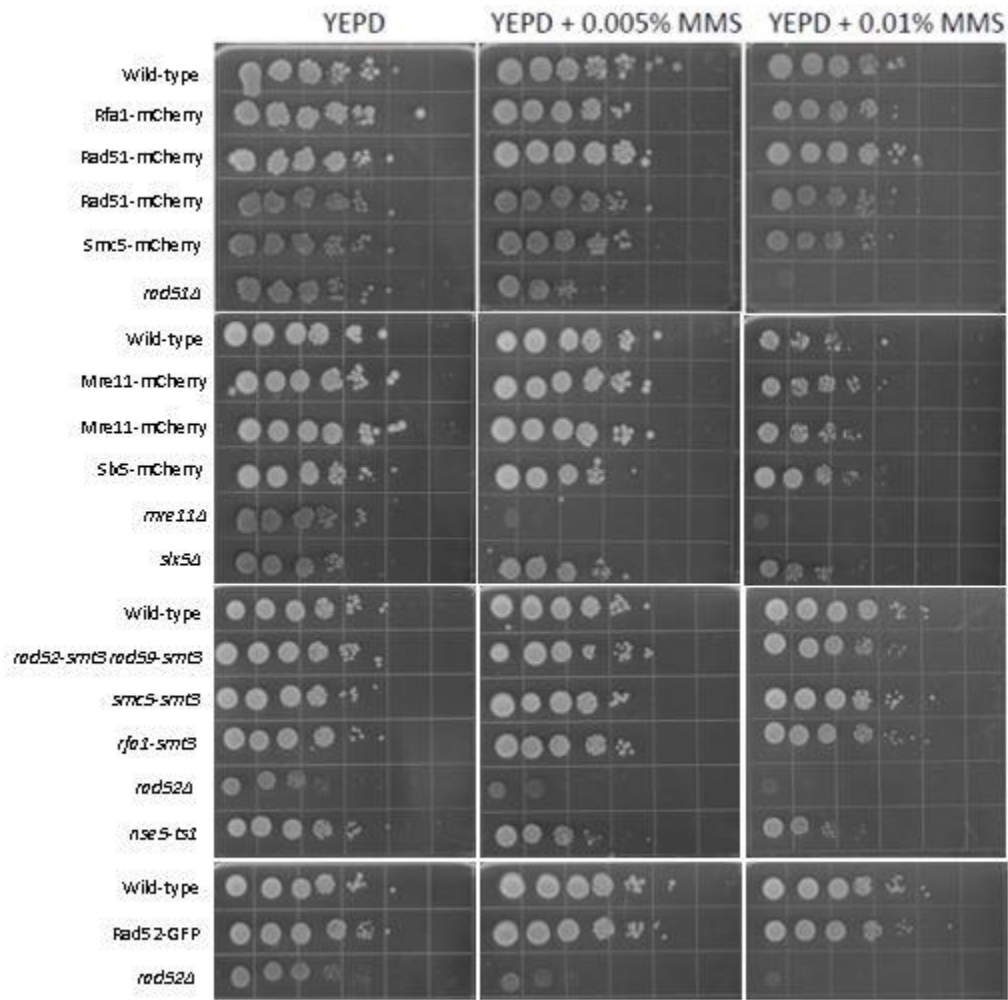 YEPD YEPD + 0.005% MMS YEPD + 0.01% MMS
Wild-type
Rfa1-mCherry
Rad51-mCherry
Rad51-mCherry
Smc5-mCherry
rad51Δ
Wild-type
Mre11-mCherry
Mre11-mCherry
Slx5-mCherry
mre11Δ
slx5Δ
Wild-type
rad52-smt3 rad59-smt3
smc5-smt3
rfa1-smt3
rad52Δ
nse5-ts1
Wild-type
Rad52-GFP
rad52Δ